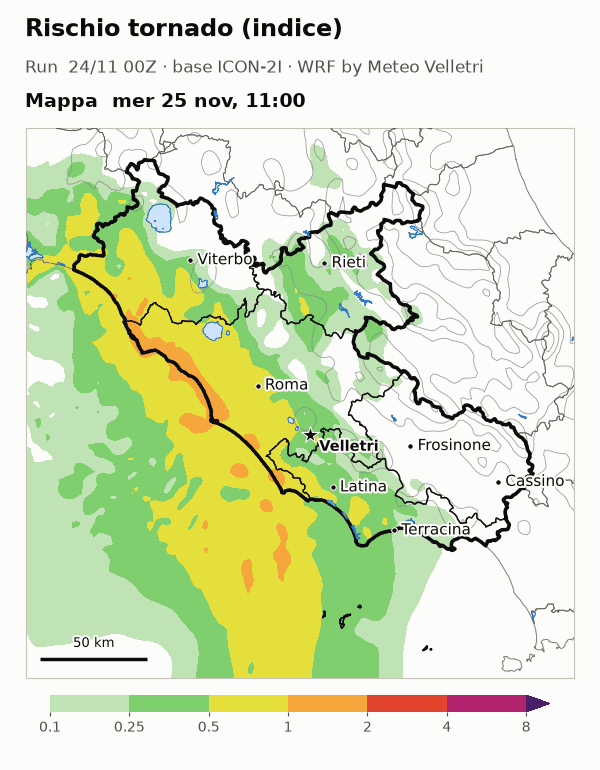 Rischio tornado (indice)
Run  24/11 00Z · base ICON-2I · WRF by Meteo Velletri
Mappa  mer 25 nov, 11:00
Viterbo
Rieti
Roma
Velletri
Frosinone
Latina
Cassino
Terracina
50 km
0.1 0.25 0.5 1 2 4 8